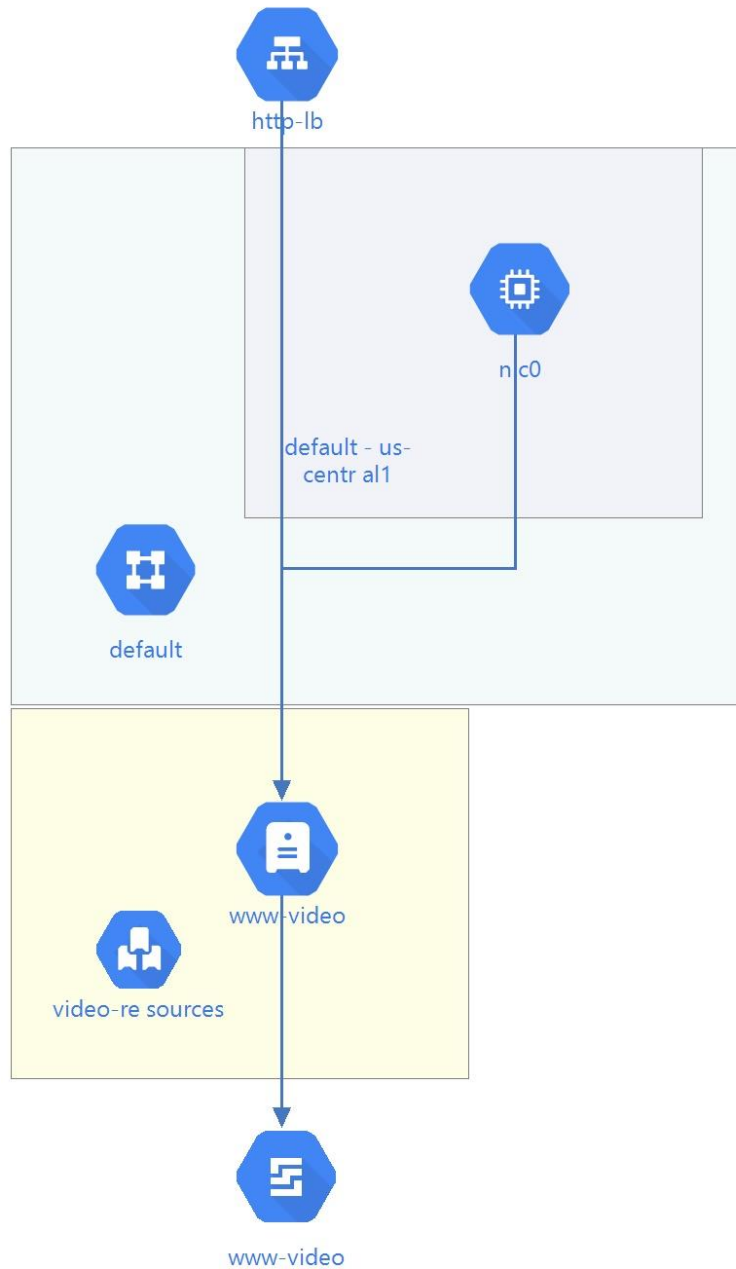 http-lb
nic0
default - us-
centr al1
default
www-video
video-re sources
www-video